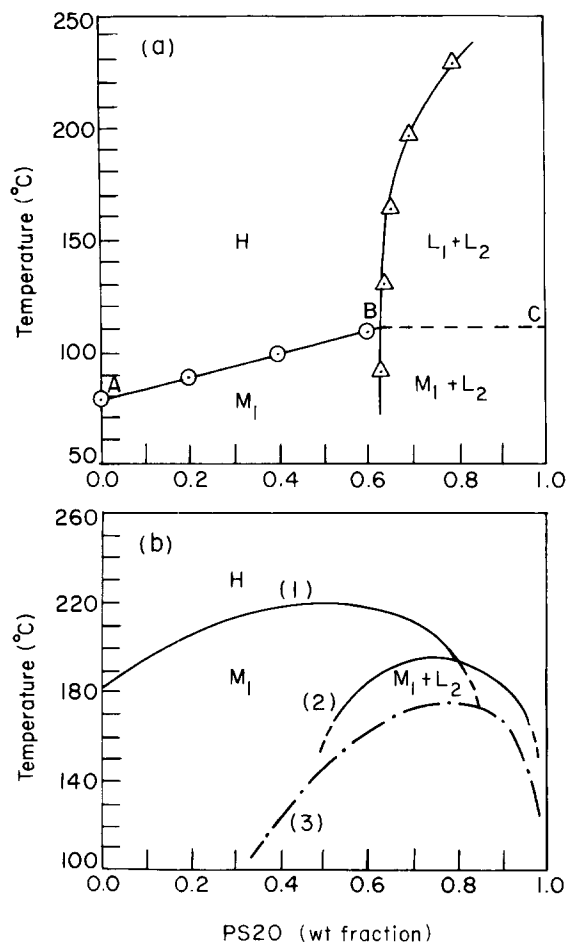 250
(a)
200
150
H
L₁+L₂
B
C
100
A
M₁
M₁+L₂
50
0.0 0.2 0.4 0.6 0.8 1.0
Temperature (°C)
260
(b)
H
(1)
220
M₁
M₁+L₂
180
(2)
140
(3)
100
0.0 0.2 0.4 0.6 0.8 1.0
Temperature (°C)
PS20 (wt fraction)